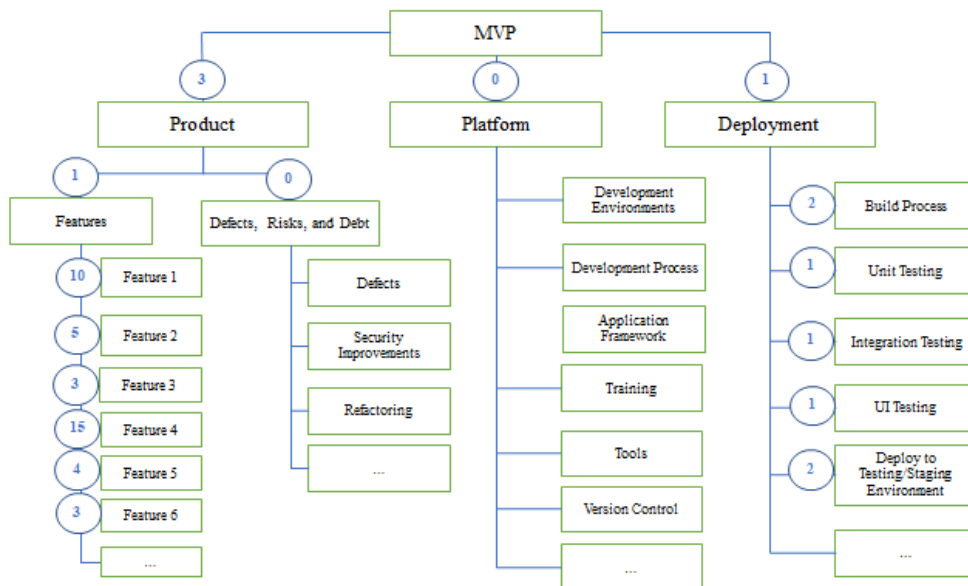 MVP
3
0
1
Product
Platform
Deployment
1
0
Features
Defects, Risks, and Debt
10
Feature 1
5
Feature 2
3
Feature 3
15
Feature 4
4
Feature 5
3
Feature 6
...
Defects
Security
Improvements
Refactoring
...
Development
Environments
Development Process
Application
Framework
Training
Tools
Version Control
...
2
Build Process
1
Unit Testing
1
Integration Testing
1
UI Testing
2
Deploy to
Testing/Staging
Environment
...